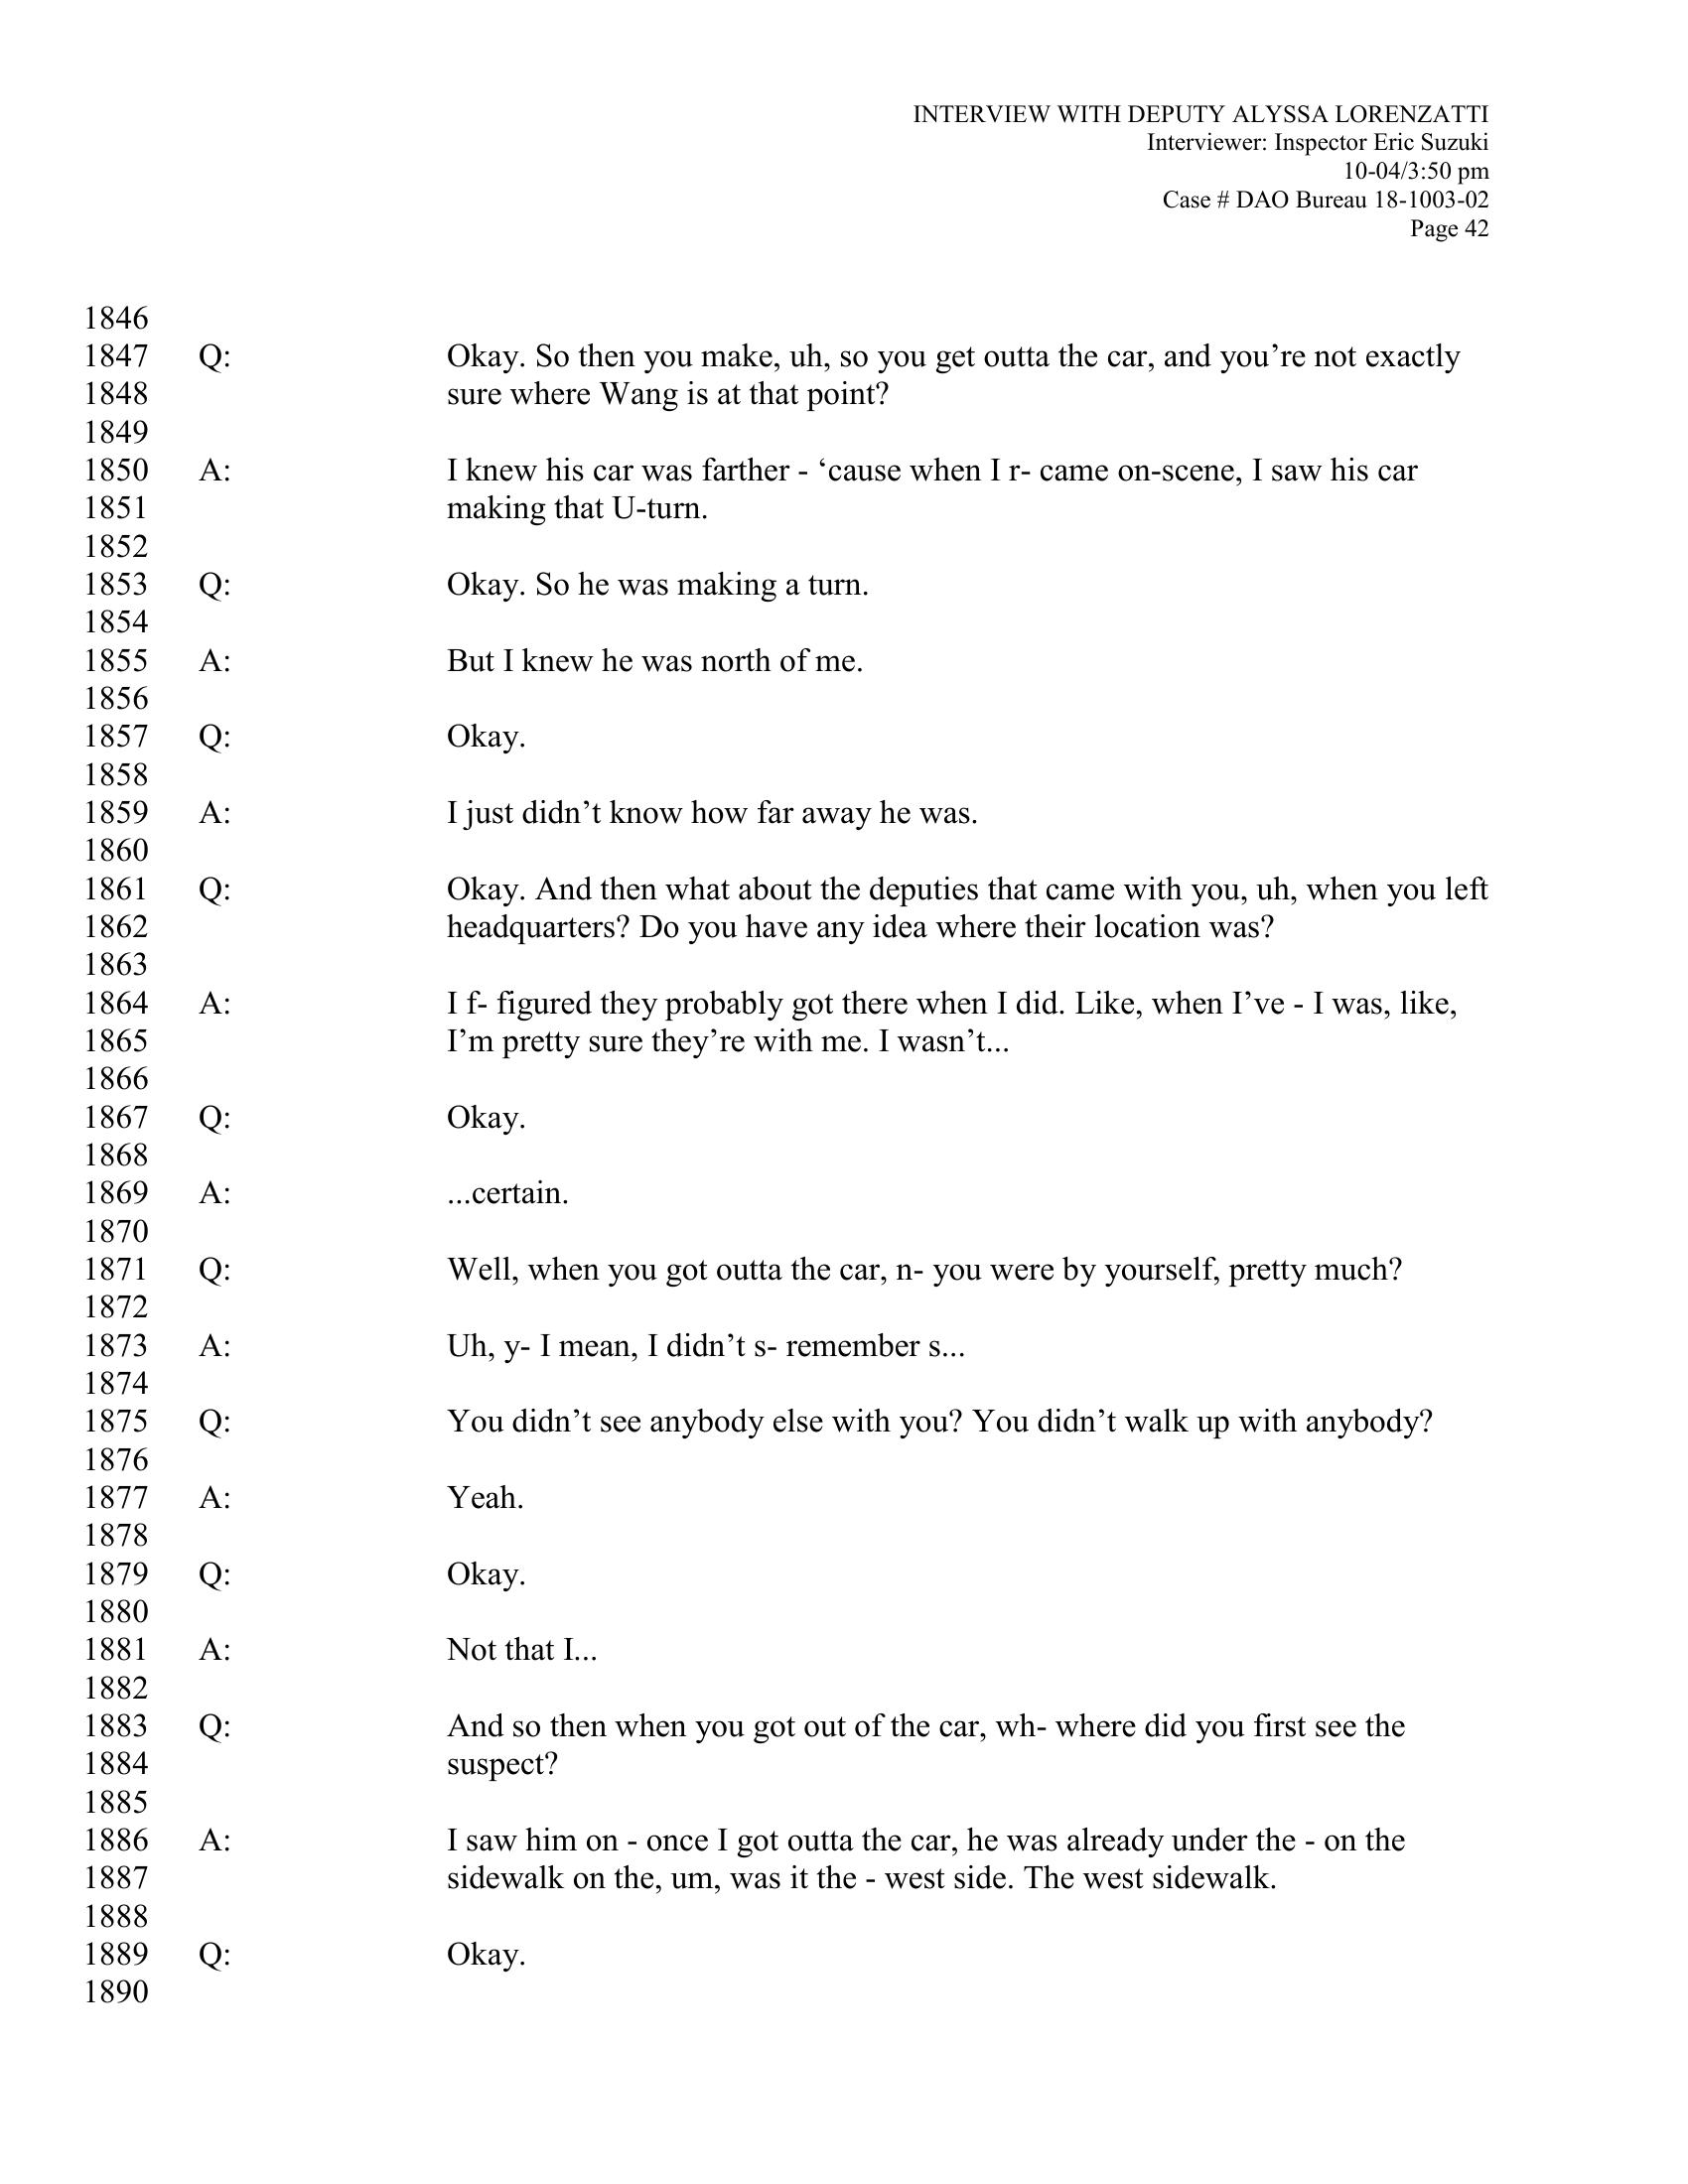 INTERVIEW WITH DEPUTY ALYSSA LORENZATTI
Interviewer: Inspector Eric Suzuki
10-04/3:50 pm
Case # DAO Bureau 18-1003-02
Page 42
1846
1847 Q: Okay. So then you make, uh, so you get outta the car, and you’re not exactly
1848 sure where Wang is at that point?
1849
1850 A: I knew his car was farther - ‘cause when I r- came on-scene, I saw his car
1851 making that U-turn.
1852
1853 Q: Okay. So he was making a turn.
1854
1855 A: But I knew he was north of me.
1856
1857 Q: Okay.
1858
1859 A: I just didn’t know how far away he was.
1860
1861 Q: Okay. And then what about the deputies that came with you, uh, when you left
1862 headquarters? Do you have any idea where their location was?
1863
1864 A: I f- figured they probably got there when I did. Like, when I’ve - I was, like,
1865 I’m pretty sure they’re with me. I wasn’t...
1866
1867 Q: Okay.
1868
1869 A: ...certain.
1870
1871 Q: Well, when you got outta the car, n- you were by yourself, pretty much?
1872
1873 A: Uh, y- I mean, I didn’t s- remember s...
1874
1875 Q: You didn’t see anybody else with you? You didn’t walk up with anybody?
1876
1877 A: Yeah.
1878
1879 Q: Okay.
1880
1881 A: Not that I...
1882
1883 Q: And so then when you got out of the car, wh- where did you first see the
1884 suspect?
1885
1886 A: I saw him on - once I got outta the car, he was already under the - on the
1887 sidewalk on the, um, was it the - west side. The west sidewalk.
1888
1889 Q: Okay.
1890